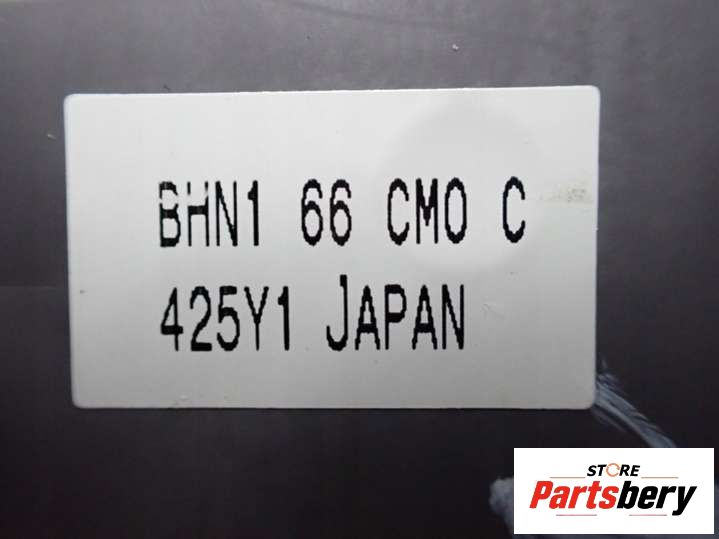 BHN1 66 CM0 C
425Y1 JAPAN
STORE
Partsbery